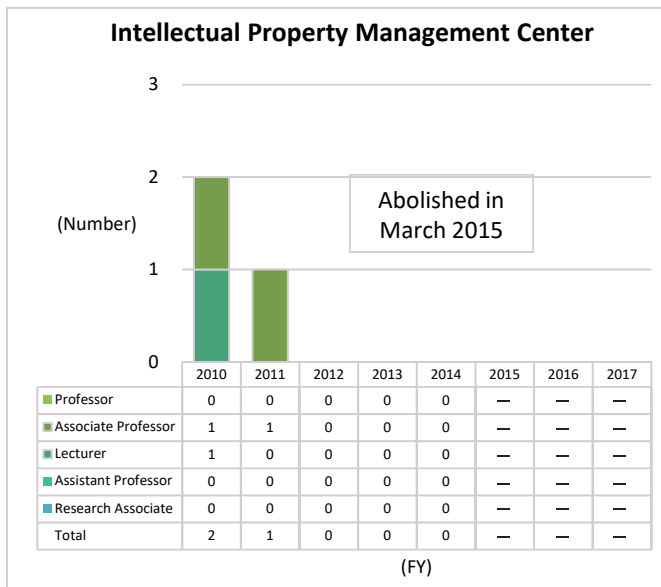 Intellectual Property Management Center
3
2
1
0
(Number)
Abolished in
March 2015
2010 2011 2012 2013 2014 2015 2016 2017
Professor 0 0 0 0 0 — — —
Associate Professor 1 1 0 0 0 — — —
Lecturer 1 0 0 0 0 — — —
Assistant Professor 0 0 0 0 0 — — —
Research Associate 0 0 0 0 0 — — —
Total 2 1 0 0 0 — — —
(FY)